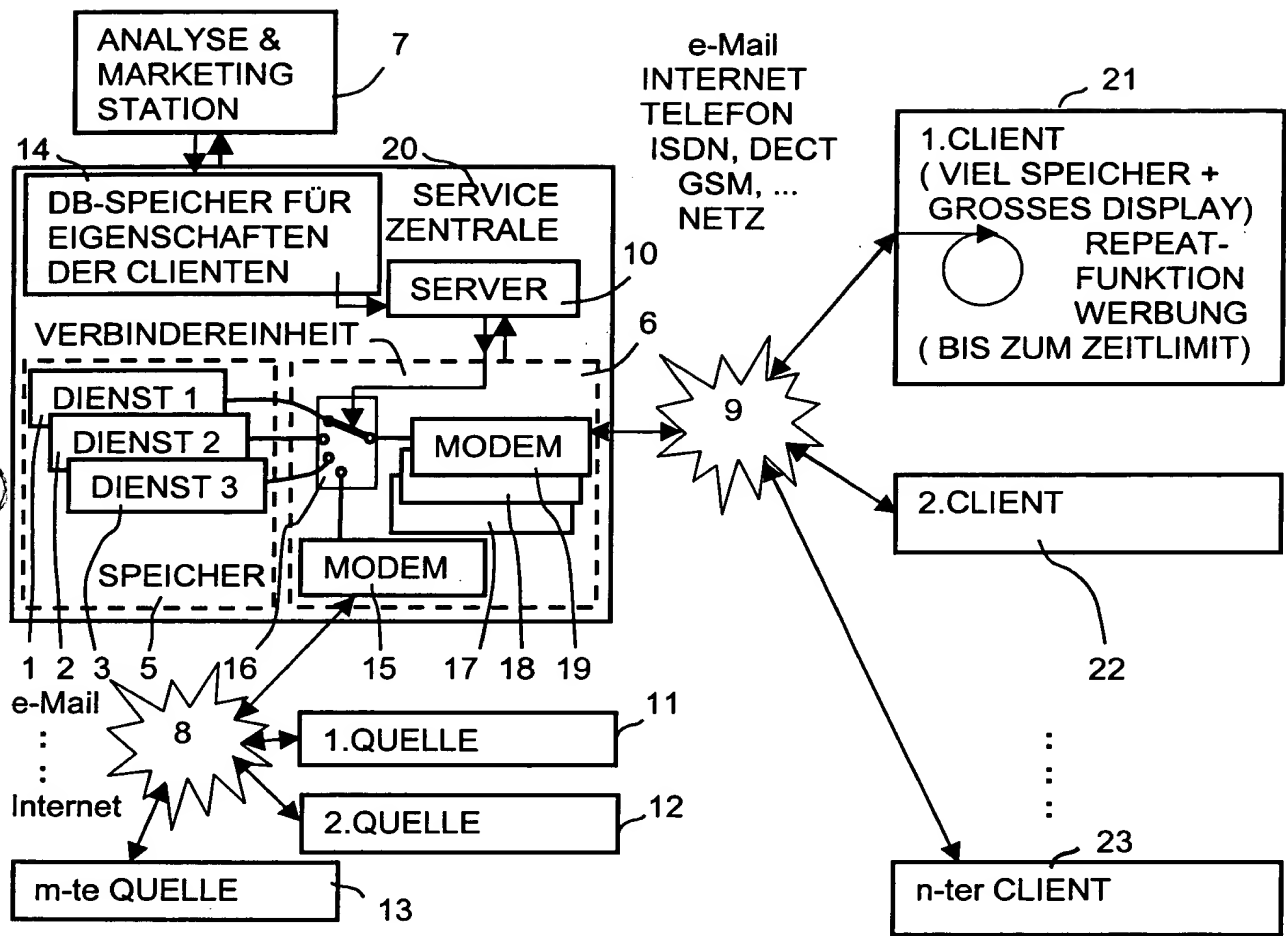 ANALYSE &
MARKETING
STATION
7
e-Mail
INTERNET
TELEFON
ISDN, DECT
GSM, ...
NETZ
21
1.CLIENT
( VIEL SPEICHER +
GROSSES DISPLAY)
REPEAT-
FUNKTION
WERBUNG
( BIS ZUM ZEITLIMIT)
14
20
DB-SPEICHER FÜR
EIGENSCHAFTEN
DER CLIENTEN
SERVICE
ZENTRALE
SERVER
10
VERBINDEREINHEIT
6
DIENST 1
DIENST 2
DIENST 3
MODEM
9
2.CLIENT
SPEICHER
MODEM
1
2
3
5
16
15
17
18
19
22
e-Mail
:
:
Internet
8
11
1.QUELLE
2.QUELLE
12
m-te QUELLE
13
:
:
23
n-ter CLIENT